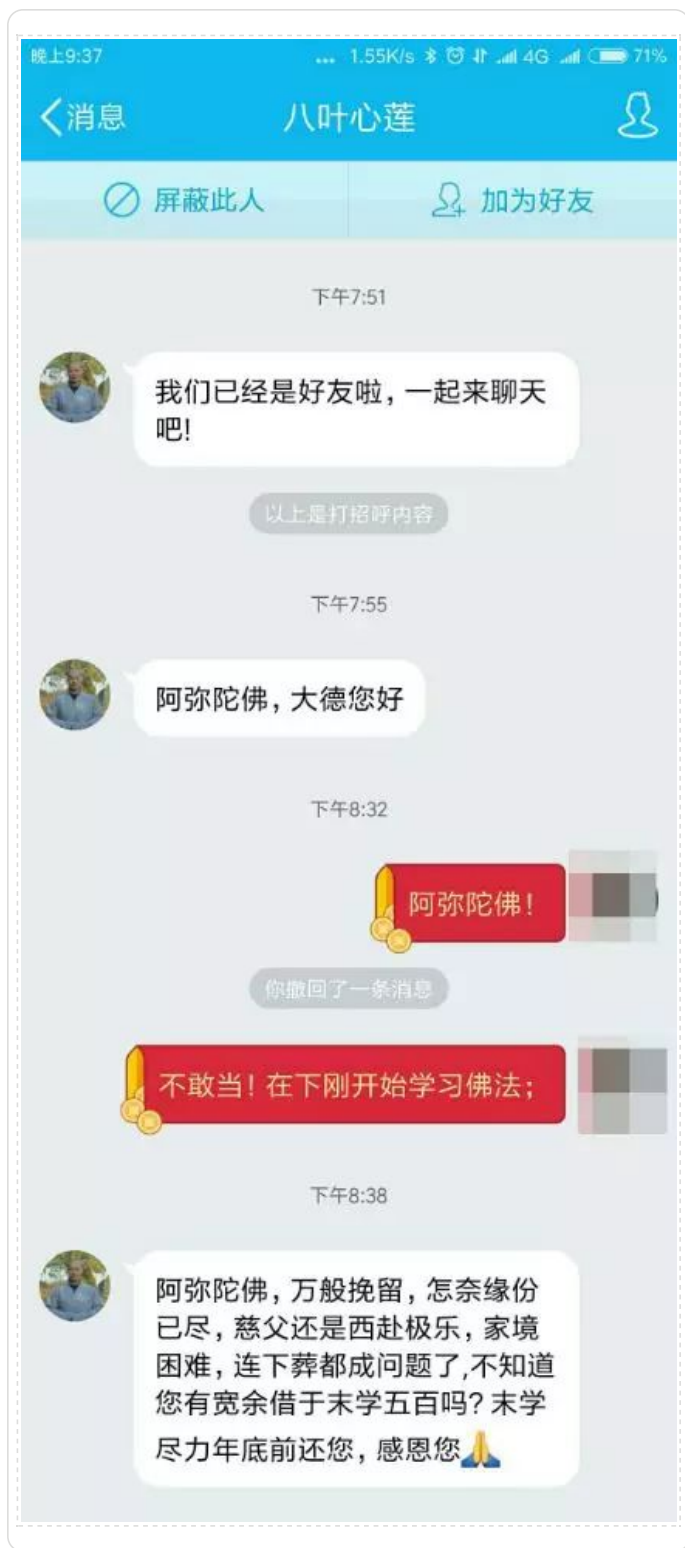 晚上9:37
... 1.55K/s 4G 71%
消息
八叶心莲
屏蔽此人
加为好友
下午7:51
我们已经是好友啦，一起来聊天
吧!
以上是打招呼内容
下午7:55
阿弥陀佛，大德您好
下午8:32
阿弥陀佛！
你撤回了一条消息
不敢当！在下刚开始学习佛法；
下午8:38
阿弥陀佛，万般挽留，怎奈缘份
已尽，慈父还是西赴极乐，家境
困难，连下葬都成问题了,不知道
您有宽余借于末学五百吗？末学
尽力年底前还您，感恩您🙏